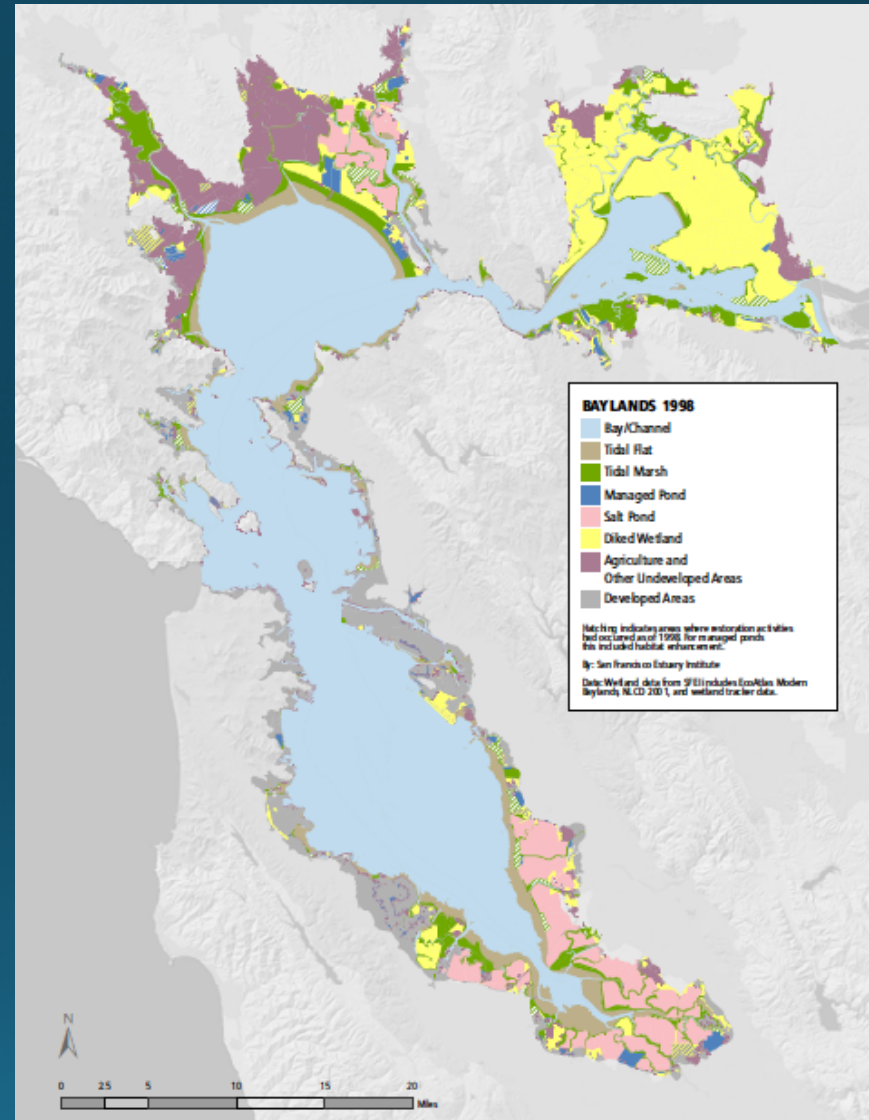 BAYLANDS 1998
Bay/Channel
Tidal Flat
Tidal Marsh
Managed Pond
Salt Pond
Diked Wetland
Agriculture and
Other Undeveloped Areas
Developed Areas
Hatching indicates areas where restoration activities
had occurred as of 1998. For managed ponds
this included habitat enhancement.
By: San Francisco Estuary Institute
Data: Wetland data from SFEI includes EcoAtlas Modern
Baylands, NLCD 2001, and wetland tracker data.
N
0 2.5 5 10 15 20
Miles